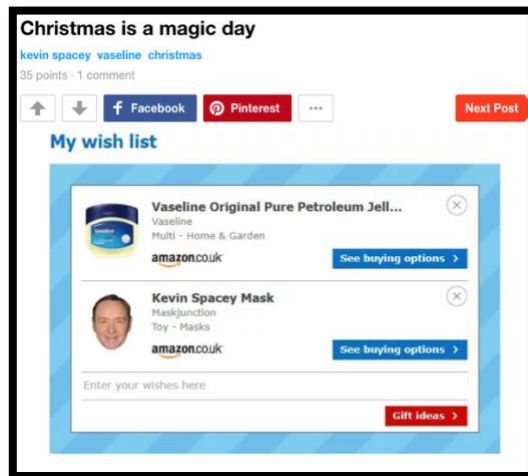 Christmas is a magic day
kevin spacey vaseline christmas
35 points · 1 comment
f Facebook Pinterest ... Next Post
My wish list
Vaseline Original Pure Petroleum Jell...
Vaseline
Multi - Home & Garden
amazon.co.uk See buying options >
Kevin Spacey Mask
Maskjunction
Toy - Masks
amazon.co.uk See buying options >
Enter your wishes here
Gift ideas >